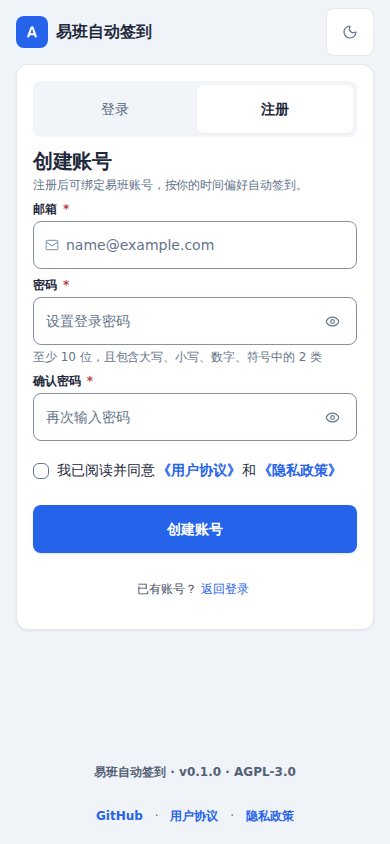 A 易班自动签到
登录 注册
创建账号
注册后可绑定易班账号，按你的时间偏好自动签到。
邮箱 *
name@example.com
密码 *
设置登录密码
至少 10 位，且包含大写、小写、数字、符号中的 2 类
确认密码 *
再次输入密码
我已阅读并同意《用户协议》和《隐私政策》
创建账号
已有账号？ 返回登录
易班自动签到 · v0.1.0 · AGPL-3.0
GitHub · 用户协议 · 隐私政策